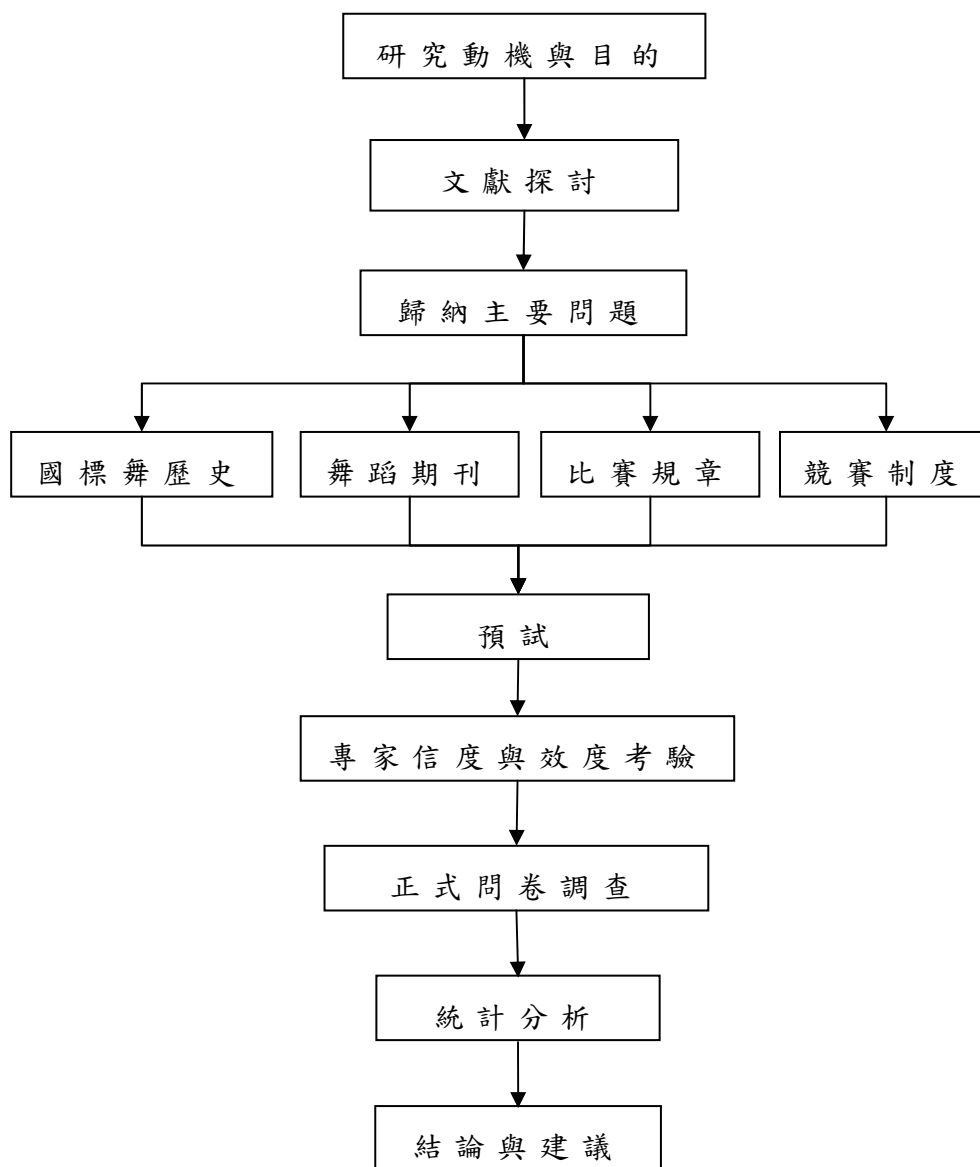 研究動機與目的
文獻探討
歸納主要問題
國標舞歷史
舞蹈期刊
比賽規章
競賽制度
預試
專家信度與效度考驗
正式問卷調查
統計分析
結論與建議